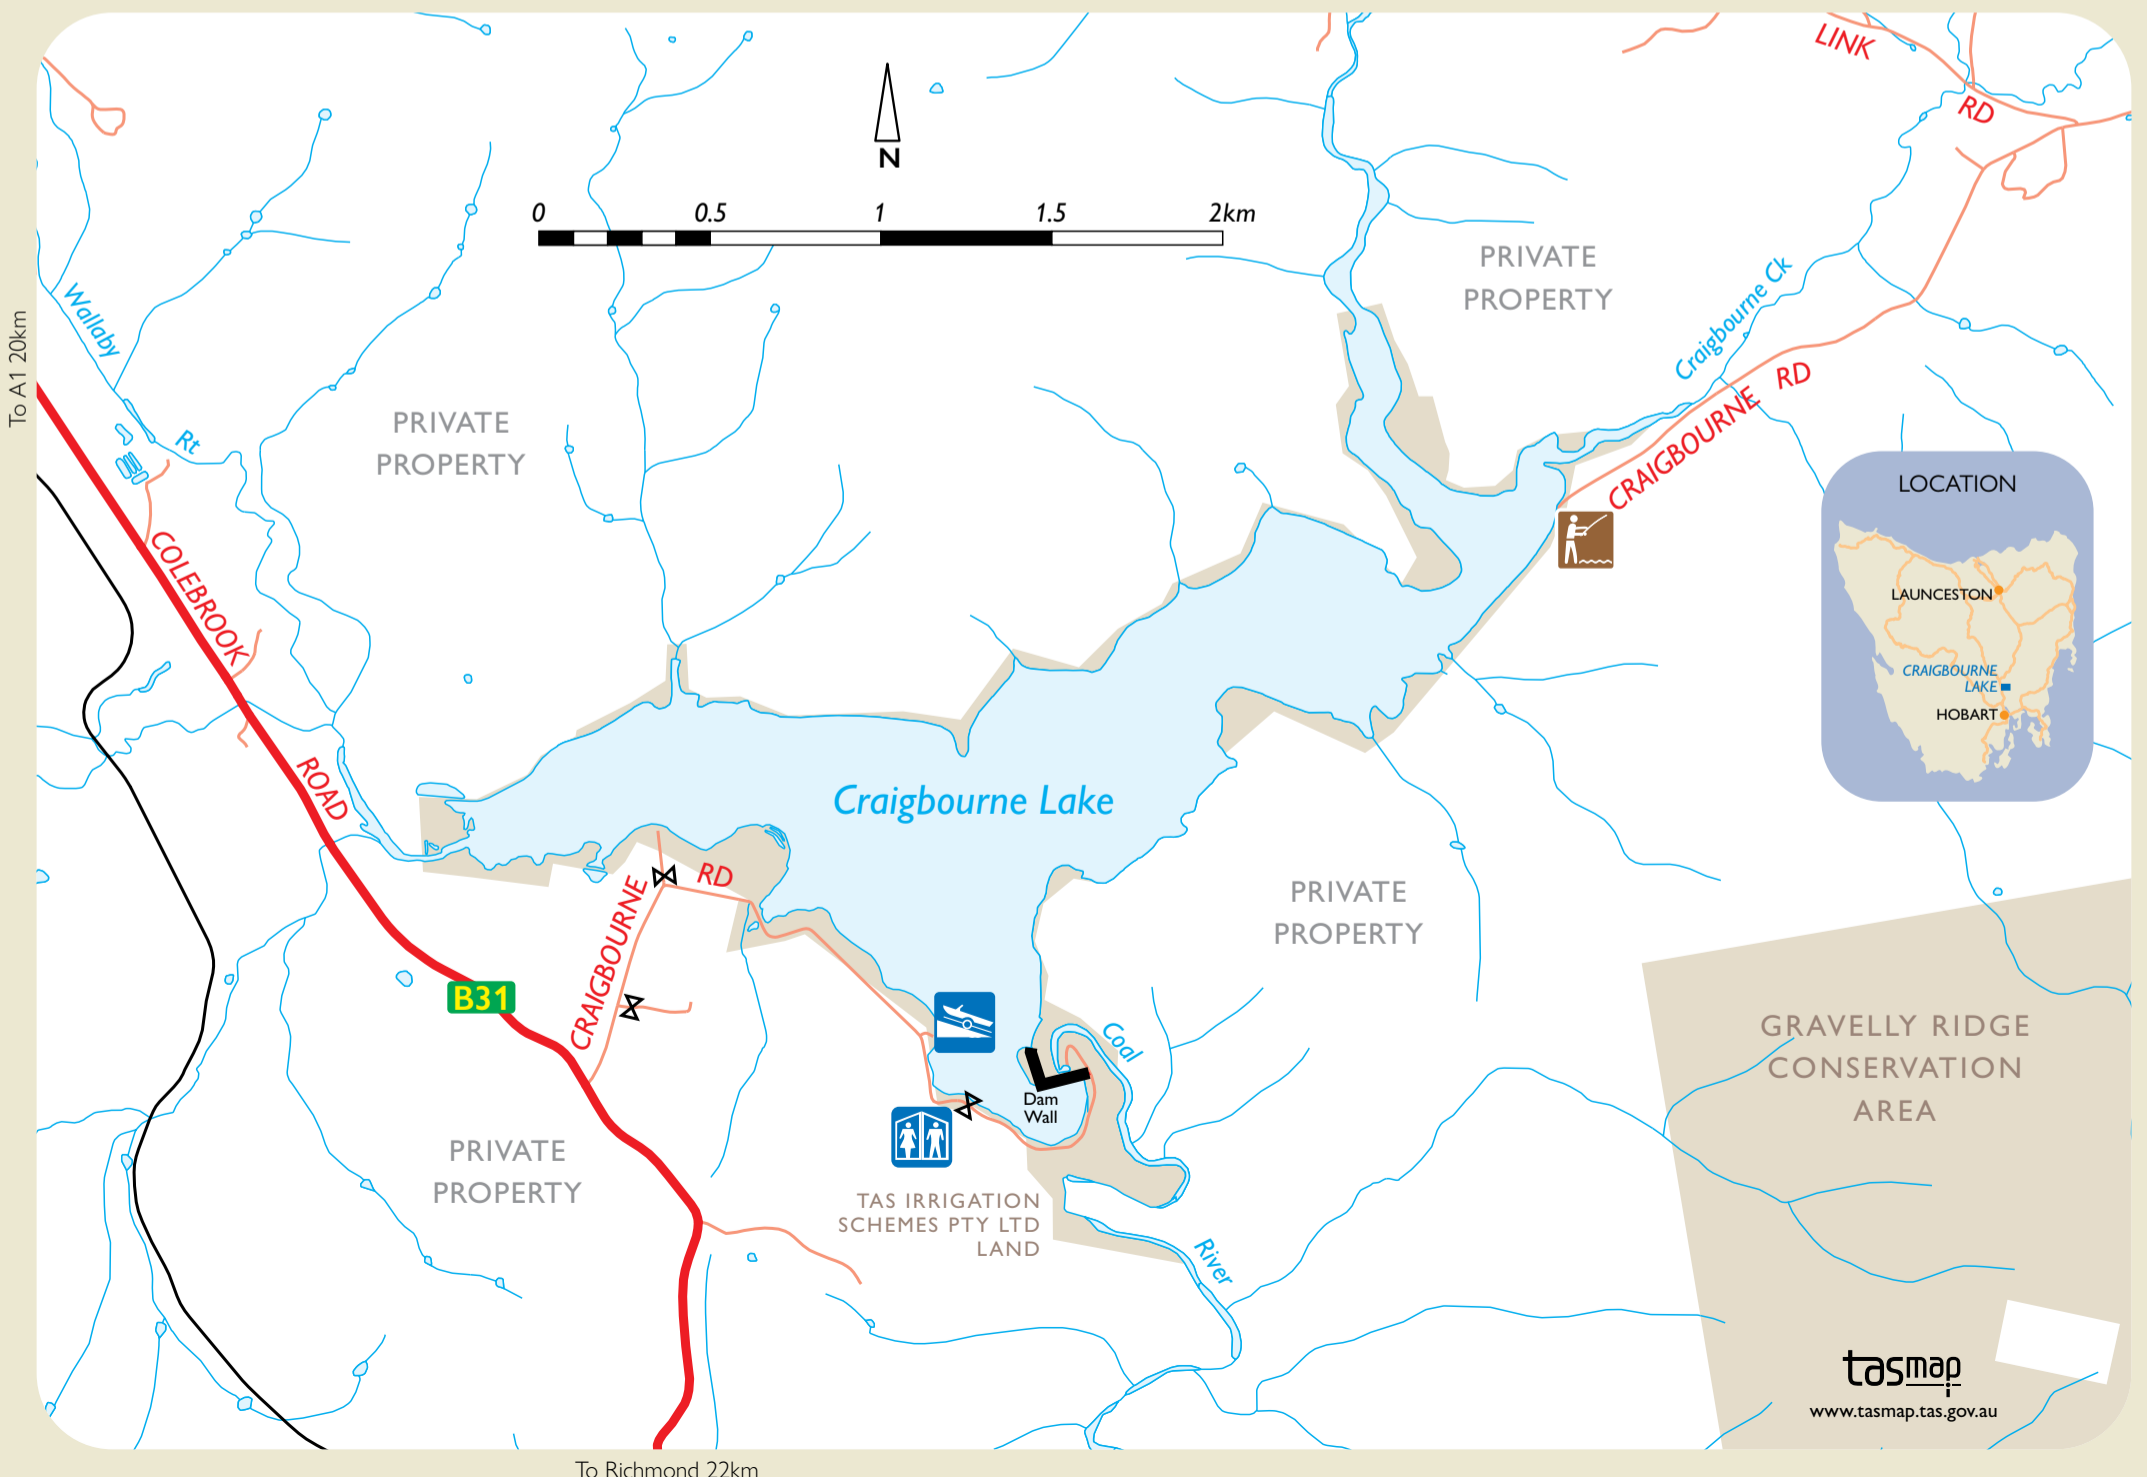 LINK
RD
N
0 0.5 1 1.5 2km
PRIVATE
PROPERTY
Craigbourne Ck
Wallaby
Rt
To A1 20km
CRAIGBOURNE RD
PRIVATE
PROPERTY
LOCATION
LAUNCESTON
CRAIGBOURNE
LAKE
HOBART
COLEBROOK
ROAD
Craigbourne Lake
CRAIGBOURNE
RD
PRIVATE
PROPERTY
B31
Coal
Dam
Wall
GRAVELLY RIDGE
CONSERVATION
AREA
PRIVATE
PROPERTY
TAS IRRIGATION
SCHEMES PTY LTD
LAND
River
tasmap
www.tasmap.tas.gov.au
To Richmond 22km